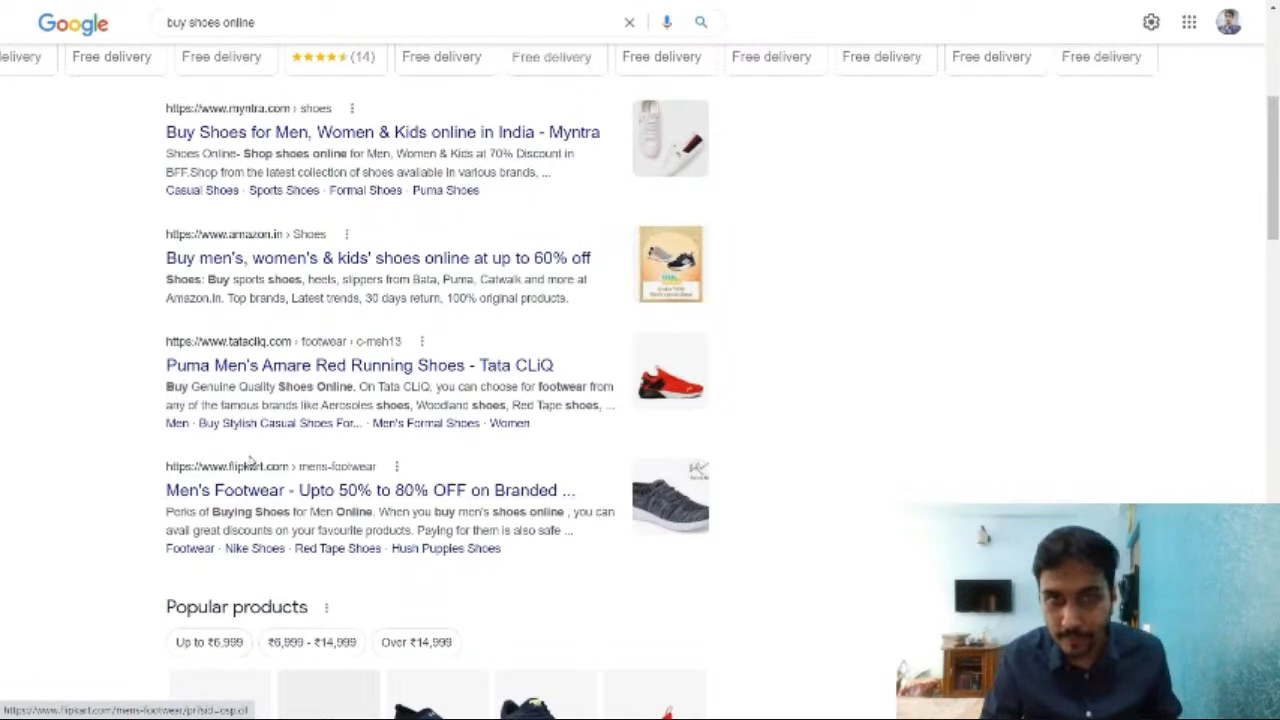 Google
buy shoes online
delivery Free delivery Free delivery (14) Free delivery Free delivery Free delivery Free delivery Free delivery Free delivery Free delivery
https://www.myntra.com › shoes
Buy Shoes for Men, Women & Kids online in India - Myntra
Shoes Online- Shop shoes online for Men, Women & Kids at 70% Discount in
BFF.Shop from the latest collection of shoes available in various brands, ...
Casual Shoes · Sports Shoes · Formal Shoes · Puma Shoes
https://www.amazon.in › Shoes
Buy men's, women's & kids' shoes online at up to 60% off
Shoes: Buy sports shoes, heels, slippers from Bata, Puma, Catwalk and more at
Amazon.in. Top brands, Latest trends, 30 days return, 100% original products.
https://www.tatacliq.com › footwear › c-msh13
Puma Men's Amare Red Running Shoes - Tata CLiQ
Buy Genuine Quality Shoes Online. On Tata CLiQ, you can choose for footwear from
any of the famous brands like Aerosoles shoes, Woodland shoes, Red Tape shoes, ...
Men · Buy Stylish Casual Shoes For... · Men's Formal Shoes · Women
https://www.flipkart.com › mens-footwear
Men's Footwear - Upto 50% to 80% OFF on Branded ...
Perks of Buying Shoes for Men Online. When you buy men's shoes online , you can
avail great discounts on your favourite products. Paying for them is also safe ...
Footwear · Nike Shoes · Red Tape Shoes · Hush Puppies Shoes
Popular products
Up to ₹6,999 ₹6,999 - ₹14,999 Over ₹14,999
https://www.flipkart.com/mens-footwear/pr?sid=osp,cil